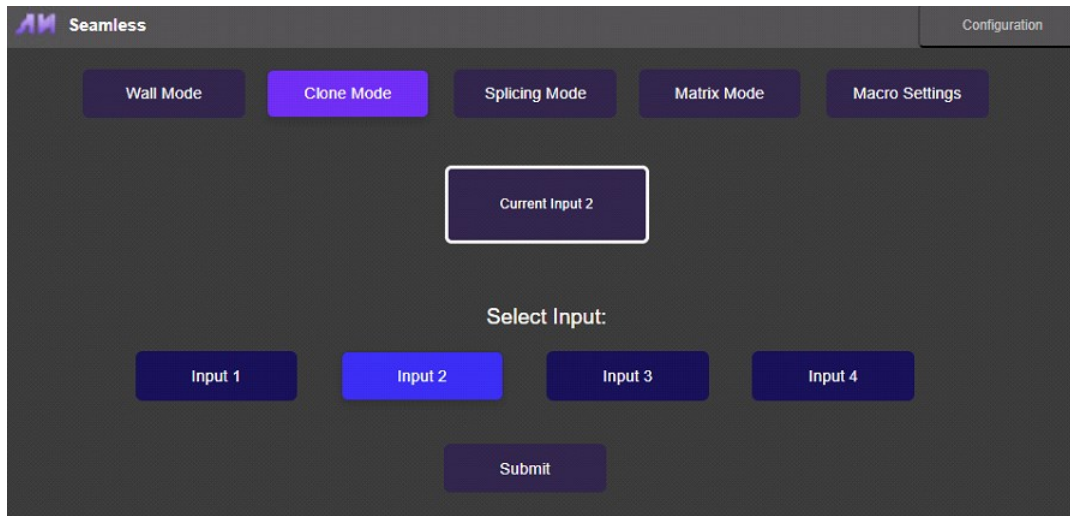 Seamless
Configuration
Wall Mode
Clone Mode
Splicing Mode
Matrix Mode
Macro Settings
Current Input 2
Select Input:
Input 1
Input 2
Input 3
Input 4
Submit